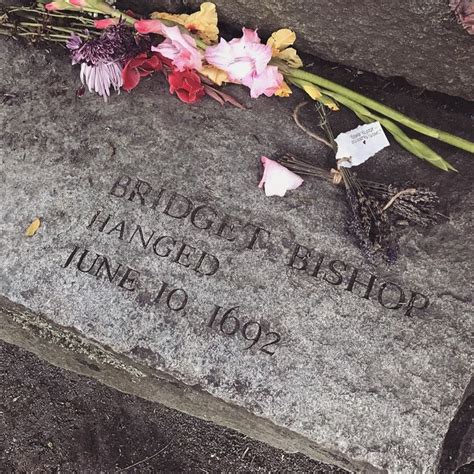 BRIDGET BISHOP
HANGED
JUNE 10, 1692